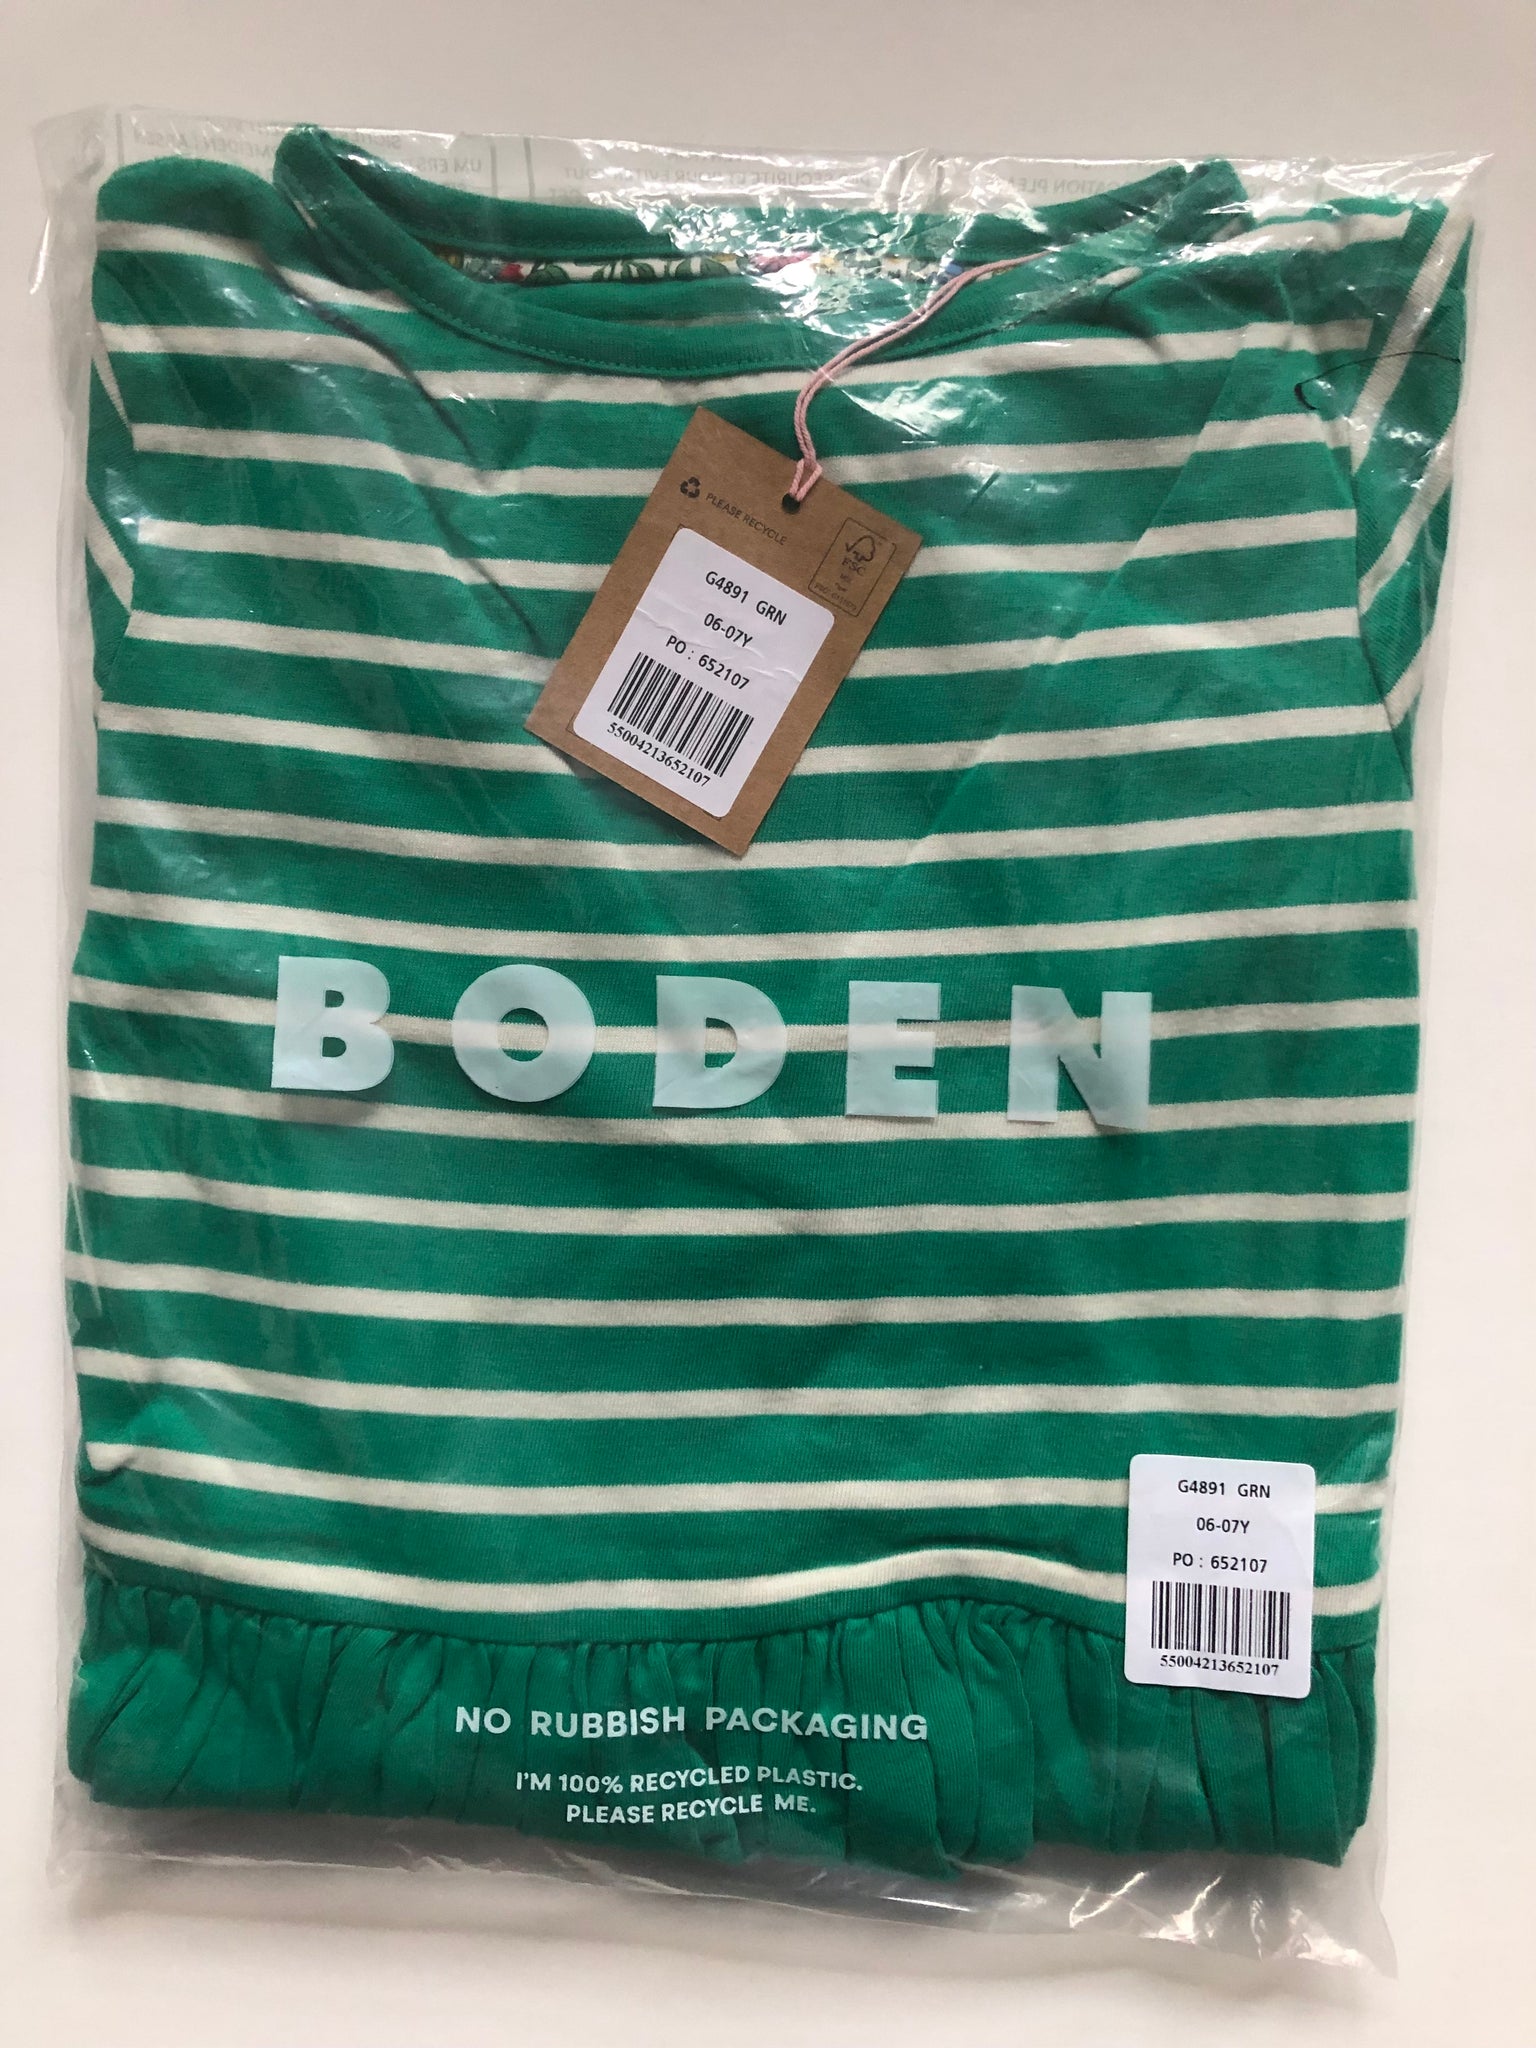 PLEASE RECYCLE
FSC
G4891 GRN
06-07Y
PO : 652107
55004213652107
BODEN
G4891 GRN
06-07Y
PO : 652107
55004213652107
NO RUBBISH PACKAGING
I'M 100% RECYCLED PLASTIC.
PLEASE RECYCLE ME.